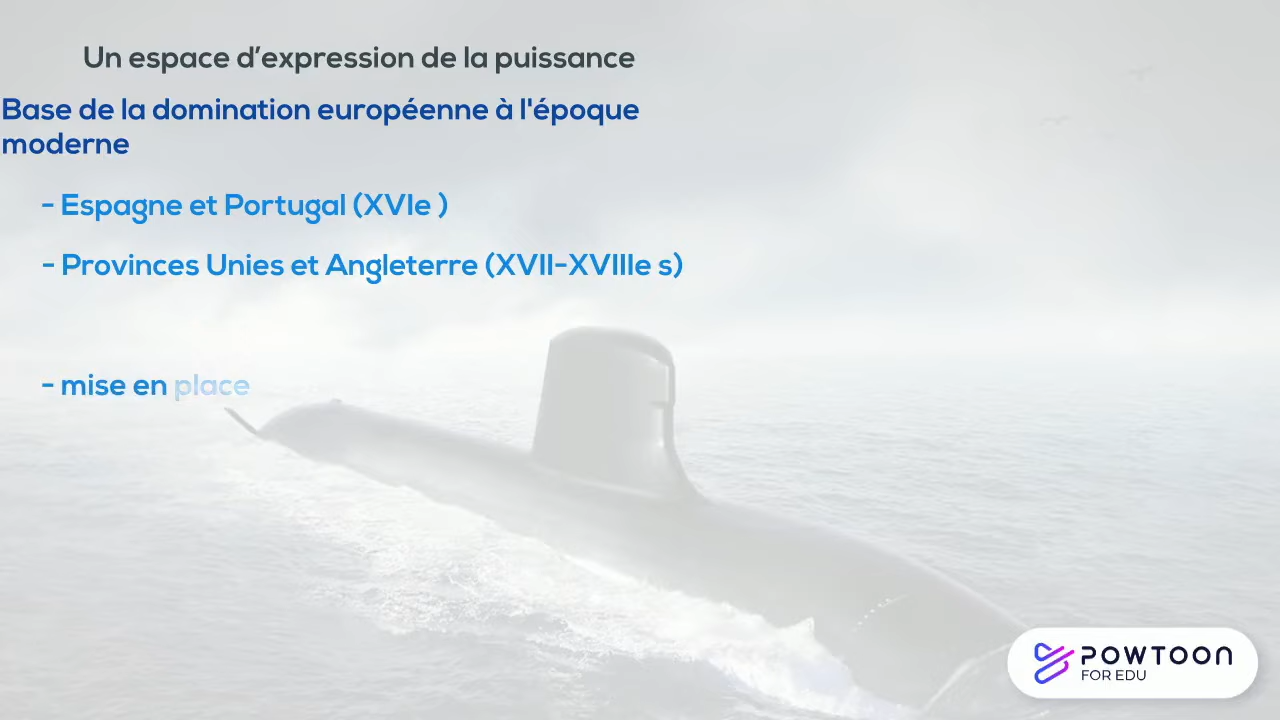 Un espace d’expression de la puissance
Base de la domination européenne à l'époque
moderne
- Espagne et Portugal (XVIe )
- Provinces Unies et Angleterre (XVII-XVIIIe s)
- mise en place
POWTOON
FOR EDU